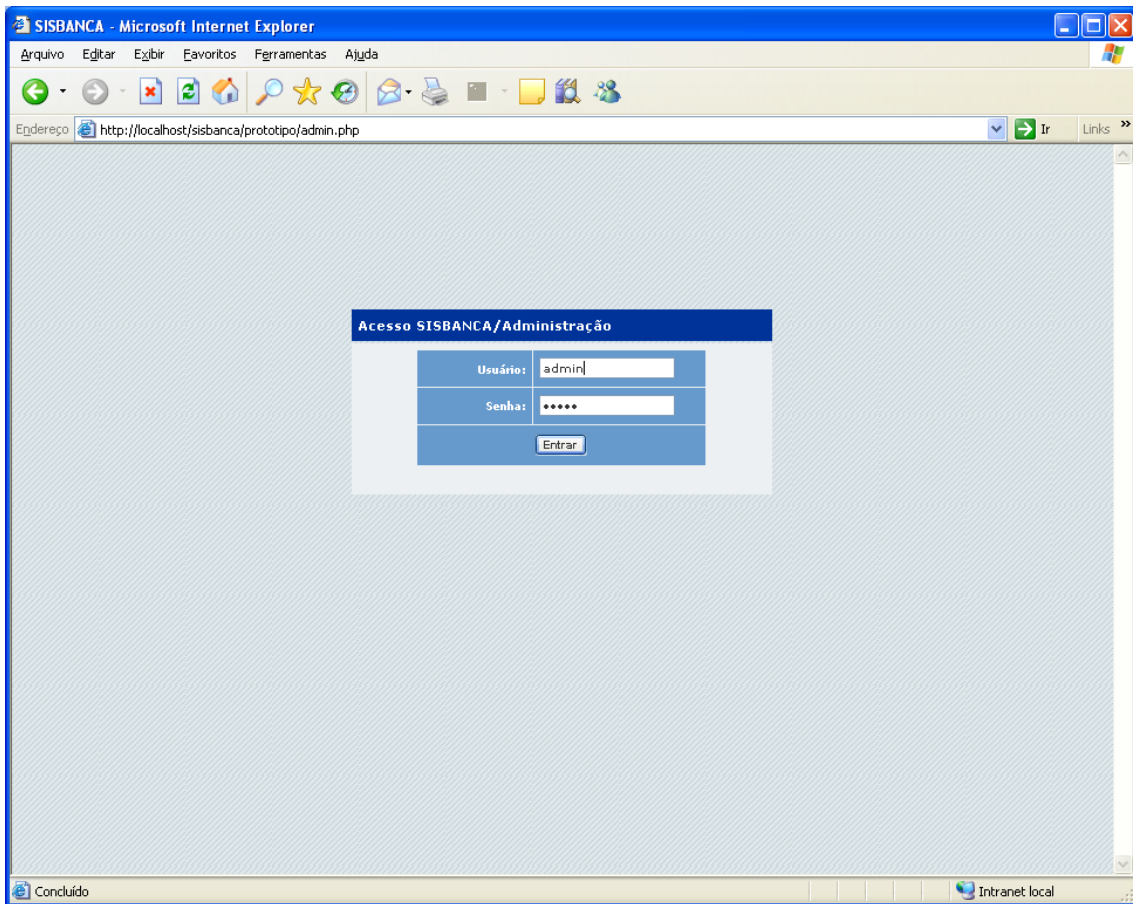 SISBANCA - Microsoft Internet Explorer
Arquivo Editar Exibir Favoritos Ferramentas Ajuda
Endereço http://localhost/sisbanca/prototipo/admin.php Ir Links »
Acesso SISBANCA/Administração
Usuário: admin
Senha: •••••
Entrar
Concluído Intranet local